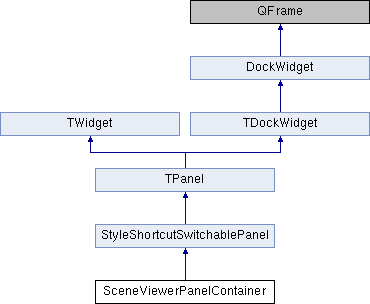 QFrame
DockWidget
TWidget
TDockWidget
TPanel
StyleShortcutSwitchablePanel
SceneViewerPanelContainer